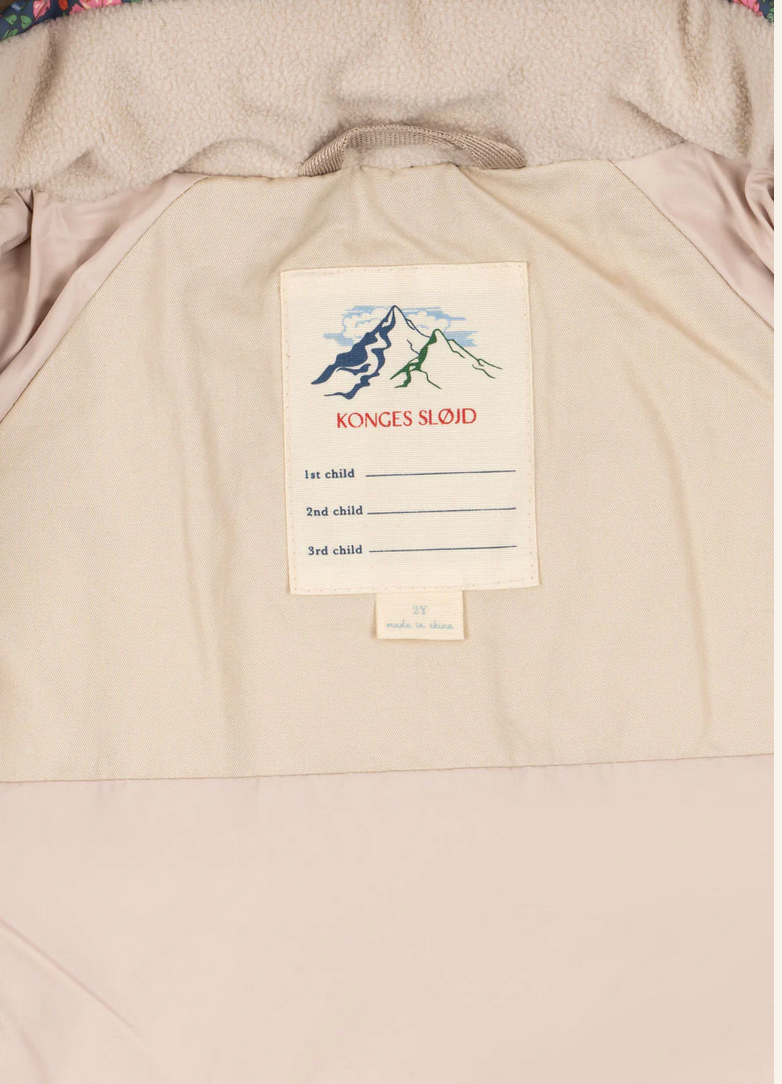 KONGES SLØJD
1st child
2nd child
3rd child
2Y
made in china